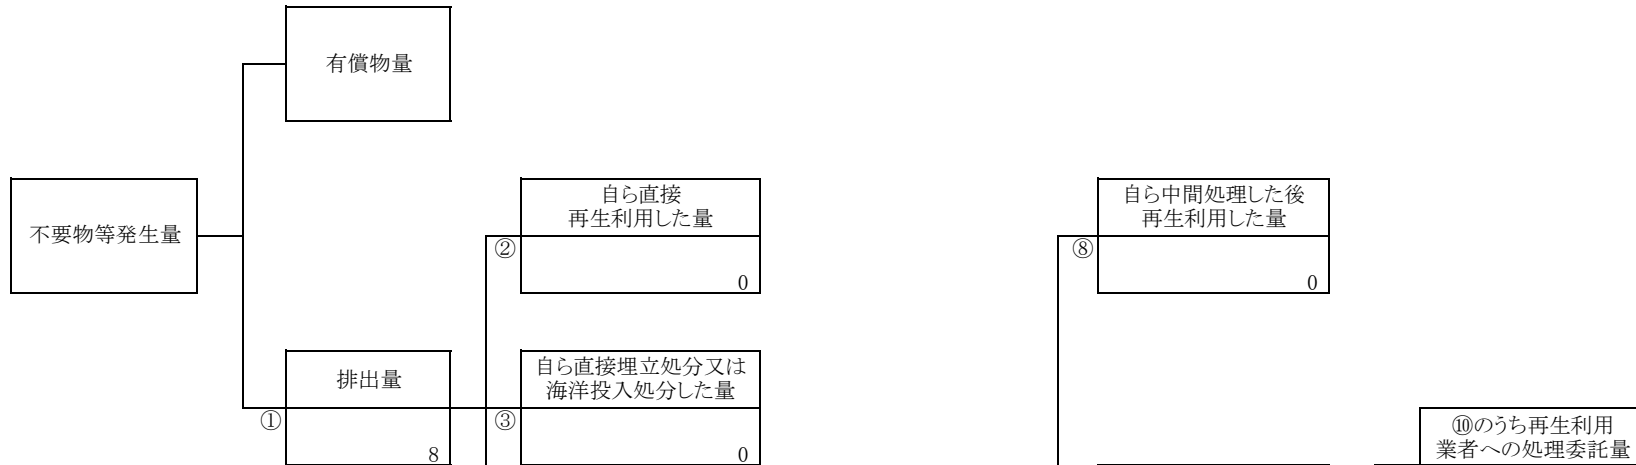 有償物量
不要物等発生量
自ら直接
再生利用した量
②
0
自ら中間処理した後
再生利用した量
⑧
0
排出量
①
8
自ら直接埋立処分又は
海洋投入処分した量
③
0
⑩のうち再生利用
業者への処理委託量